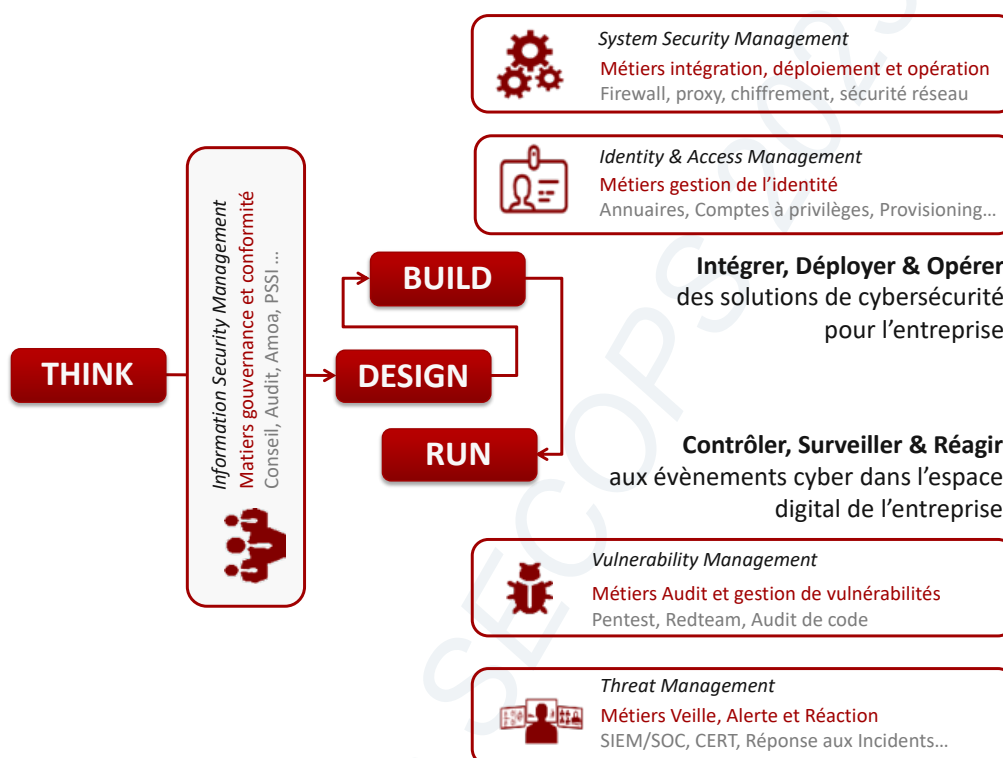 System Security Management
Métiers intégration, déploiement et opération
Firewall, proxy, chiffrement, sécurité réseau
Identity & Access Management
Métiers gestion de l'identité
Annuaires, Comptes à privilèges, Provisioning…
Information Security Management
Matiers gouvernance et conformité
Conseil, Audit, Amoa, PSSI …
THINK
BUILD
DESIGN
RUN
Intégrer, Déployer & Opérer
des solutions de cybersécurité
pour l'entreprise
Contrôler, Surveiller & Réagir
aux évènements cyber dans l'espace
digital de l'entreprise
Vulnerability Management
Métiers Audit et gestion de vulnérabilités
Pentest, Redteam, Audit de code
Threat Management
Métiers Veille, Alerte et Réaction
SIEM/SOC, CERT, Réponse aux Incidents…